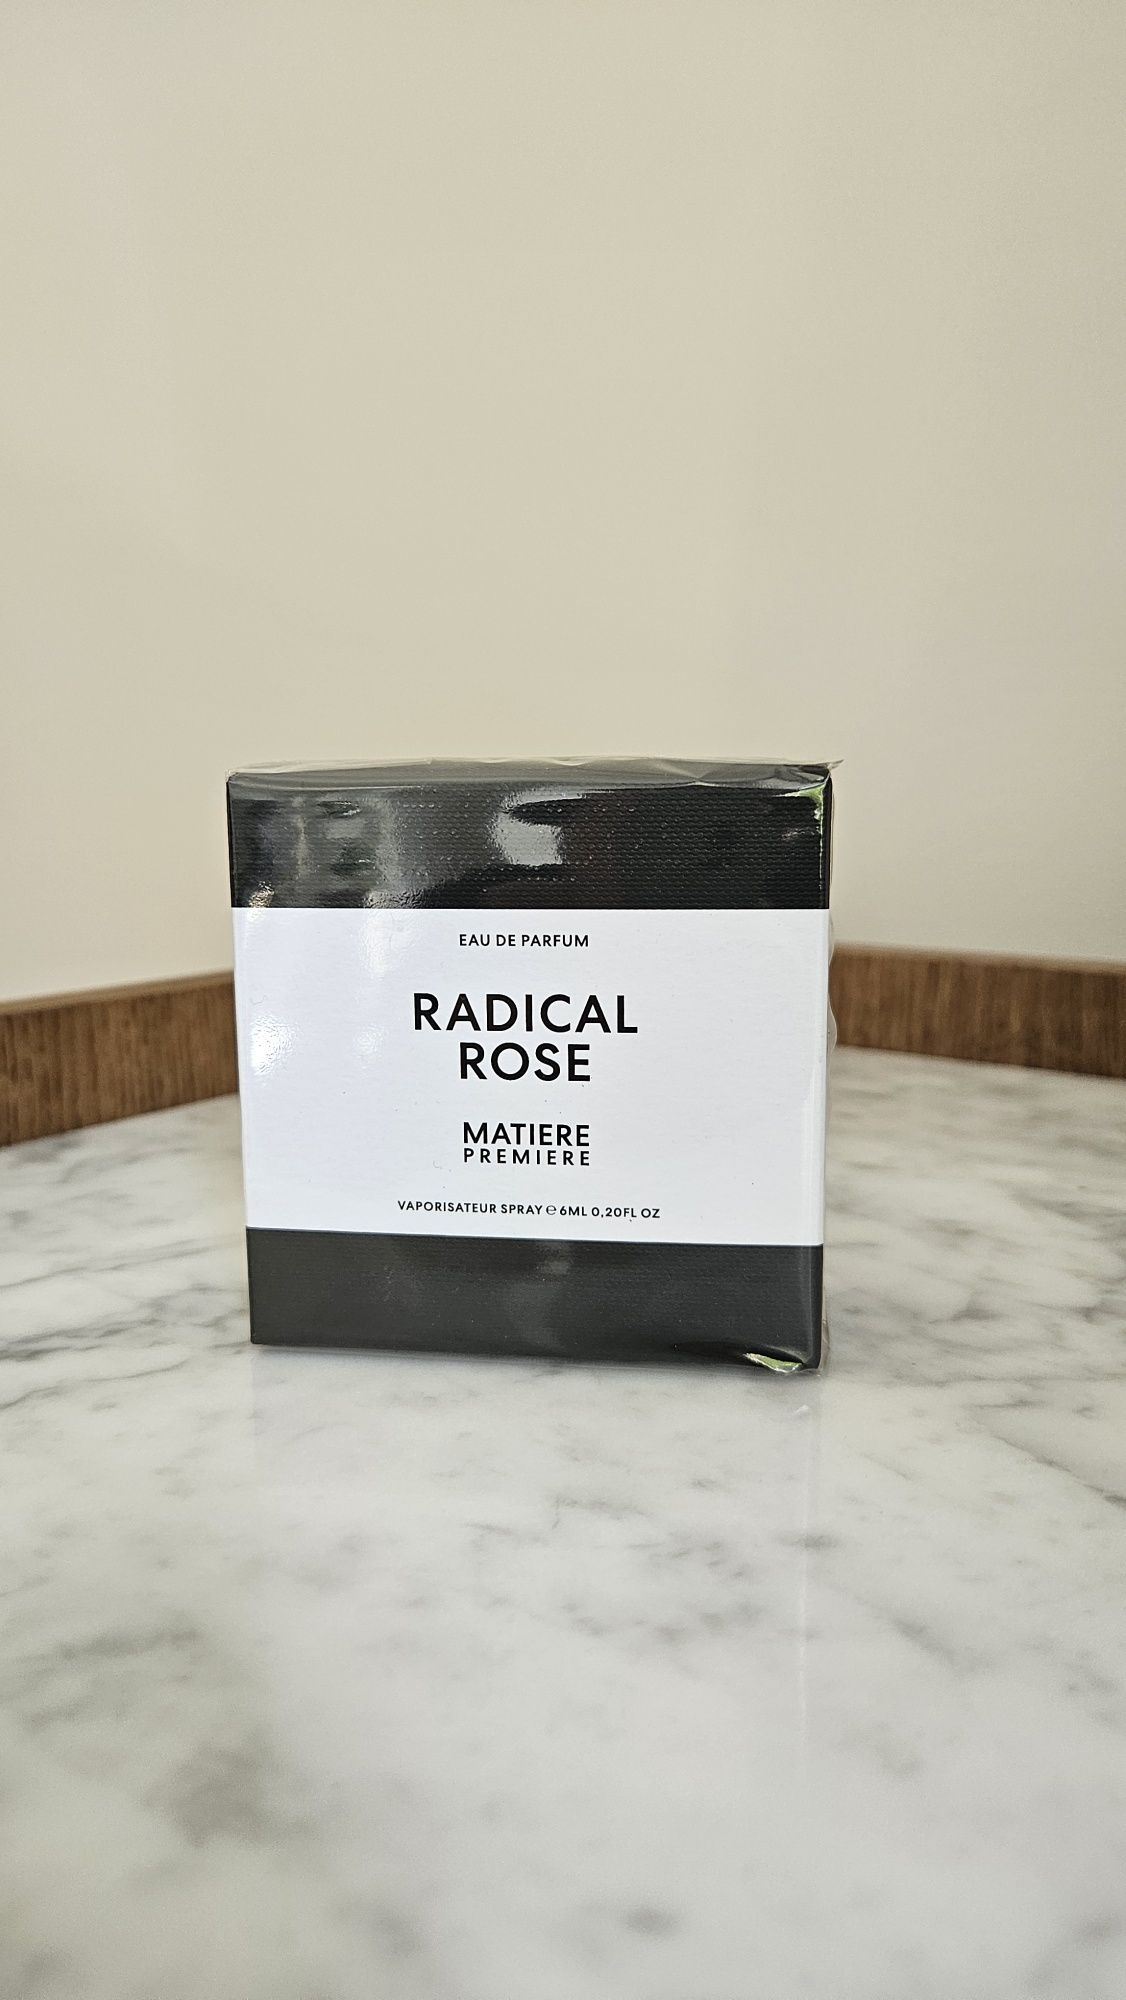 EAU DE PARFUM
RADICAL
ROSE
MATIERE
PREMIERE
VAPORISATEUR SPRAY ℮ 6ML 0,20FL OZ